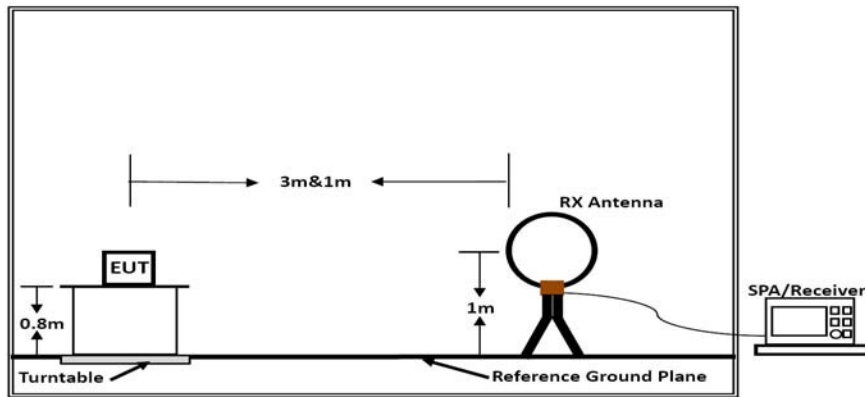 3m&1m
RX Antenna
EUT
SPA/Receiver
0.8m
1m
Turntable
Reference Ground Plane